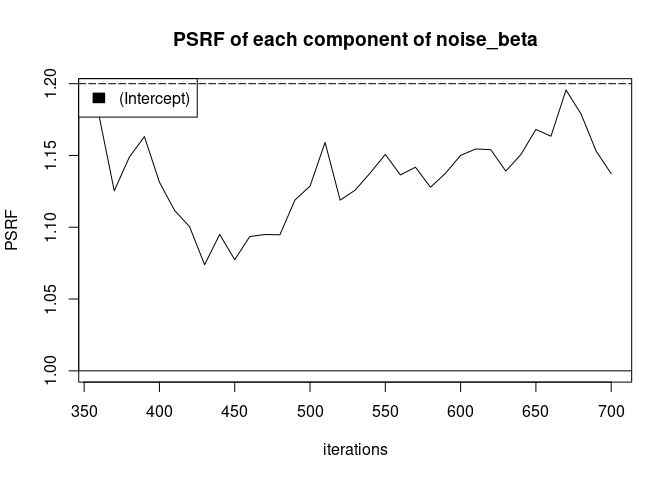 PSRF of each component of noise_beta
(Intercept)
PSRF
1.20
1.15
1.10
1.05
1.00
350 400 450 500 550 600 650 700
iterations